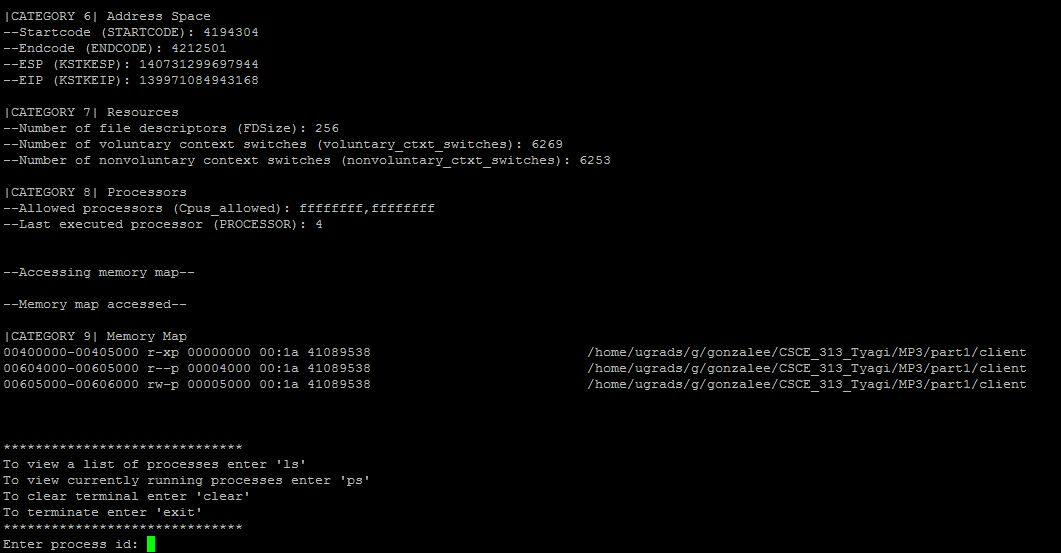 |CATEGORY 6| Address Space
--Startcode (STARTCODE): 4194304
--Endcode (ENDCODE): 4212501
--ESP (KSTKESP): 140731299697944
--EIP (KSTKEIP): 139971084943168
|CATEGORY 7| Resources
--Number of file descriptors (FDSize): 256
--Number of voluntary context switches (voluntary_ctxt_switches): 6269
--Number of nonvoluntary context switches (nonvoluntary_ctxt_switches): 6253
|CATEGORY 8| Processors
--Allowed processors (Cpus_allowed): ffffffff,ffffffff
--Last executed processor (PROCESSOR): 4
--Accessing memory map--
--Memory map accessed--
|CATEGORY 9| Memory Map
00400000-00405000 r-xp 00000000 00:1a 41089538 /home/ugrads/g/gonzalee/CSCE_313_Tyagi/MP3/part1/client
00604000-00605000 r--p 00004000 00:1a 41089538 /home/ugrads/g/gonzalee/CSCE_313_Tyagi/MP3/part1/client
00605000-00606000 rw-p 00005000 00:1a 41089538 /home/ugrads/g/gonzalee/CSCE_313_Tyagi/MP3/part1/client
******************************
To view a list of processes enter 'ls'
To view currently running processes enter 'ps'
To clear terminal enter 'clear'
To terminate enter 'exit'
******************************
Enter process id: